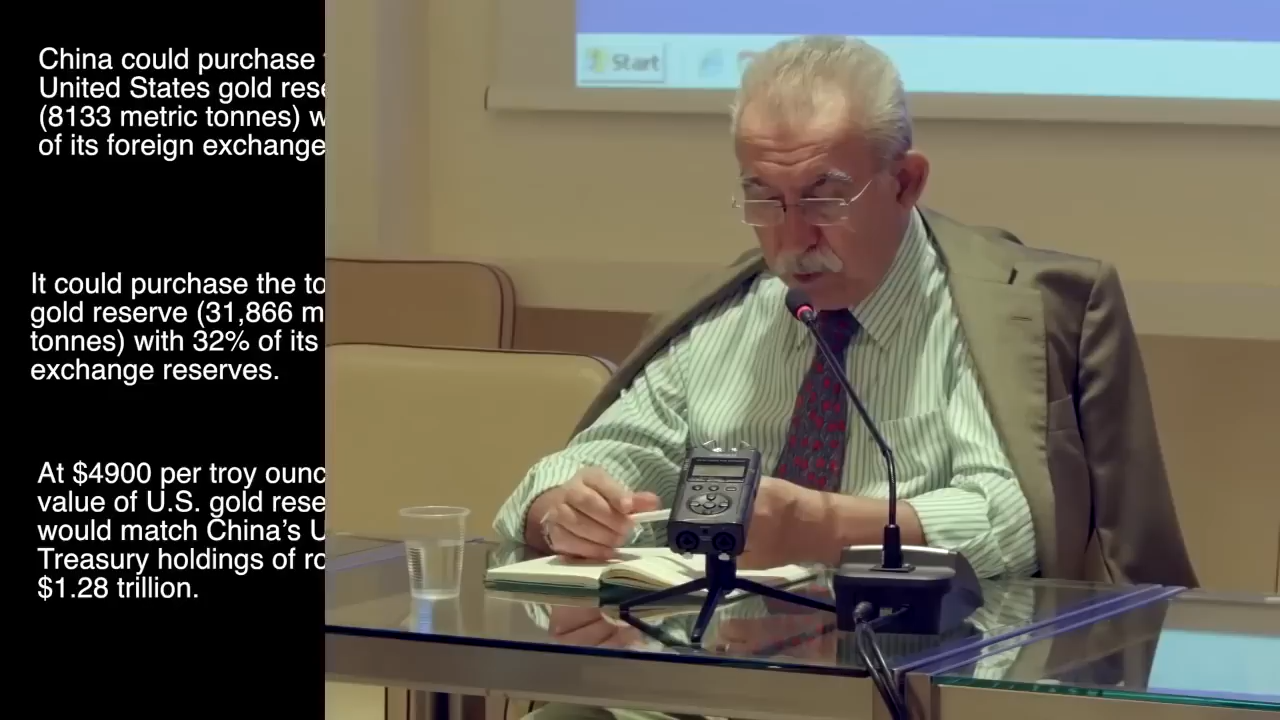 China could purchase
United States gold rese
(8133 metric tonnes) w
of its foreign exchange
It could purchase the to
gold reserve (31,866 m
tonnes) with 32% of its
exchange reserves.
At $4900 per troy ounc
value of U.S. gold rese
would match China’s U
Treasury holdings of ro
$1.28 trillion.
Start